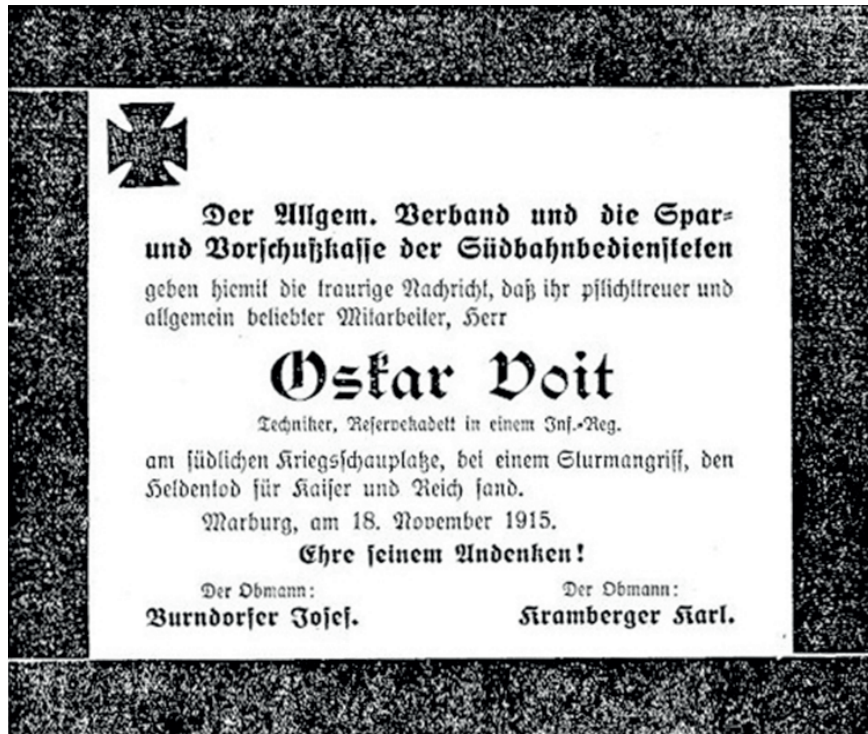 Der Allgem. Verband und die Spar-
und Vorschußkasse der Südbahnbediensteten
geben hiemit die traurige Nachricht, daß ihr pflichttreuer und
allgemein beliebter Mitarbeiter, Herr
Oskar Voit
Techniker, Reservekadett in einem Inf.-Reg.
am südlichen Kriegsschauplatze, bei einem Sturmangriff, den
Heldentod für Kaiser und Reich fand.
Marburg, am 18. November 1915.
Ehre seinem Andenken!
Der Obmann: Der Obmann:
Burndorfer Josef. Kramberger Karl.